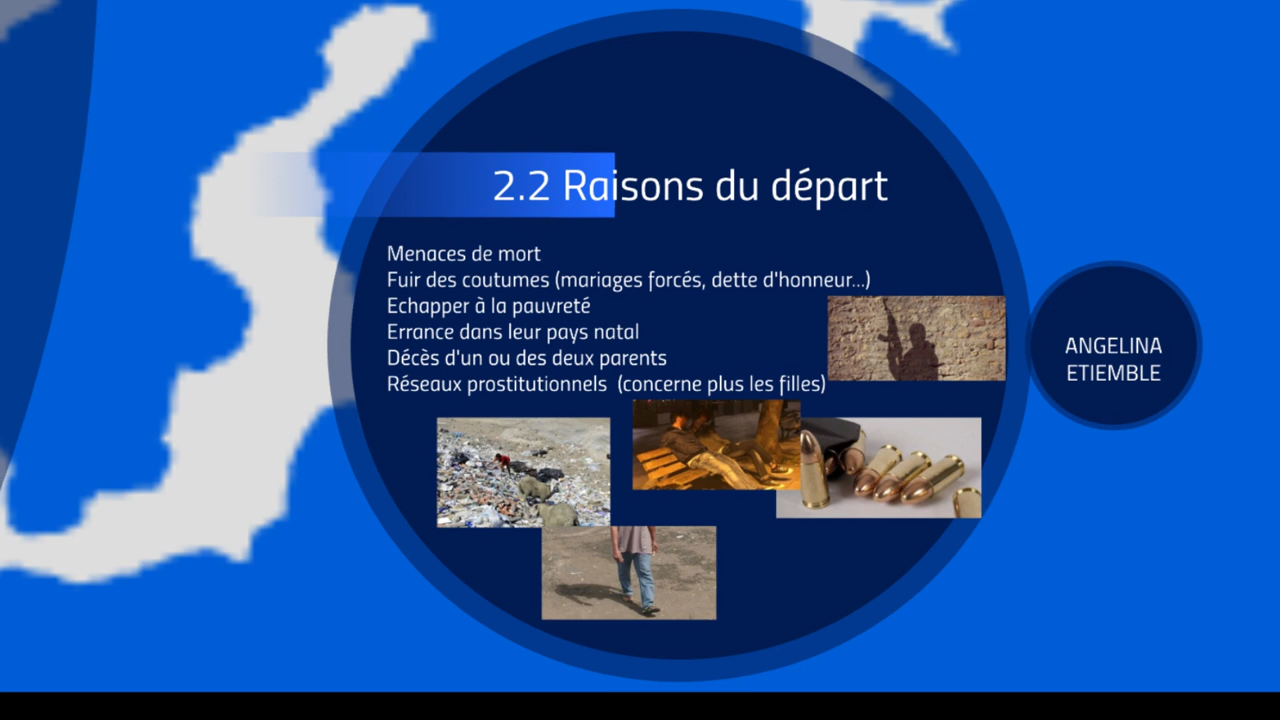 2.2 Raisons du départ
Menaces de mort
Fuir des coutumes (mariages forcés, dette d'honneur...)
Echapper à la pauvreté
Errance dans leur pays natal
Décès d'un ou des deux parents
Réseaux prostitutionnels (concerne plus les filles)
ANGELINA
ETIEMBLE